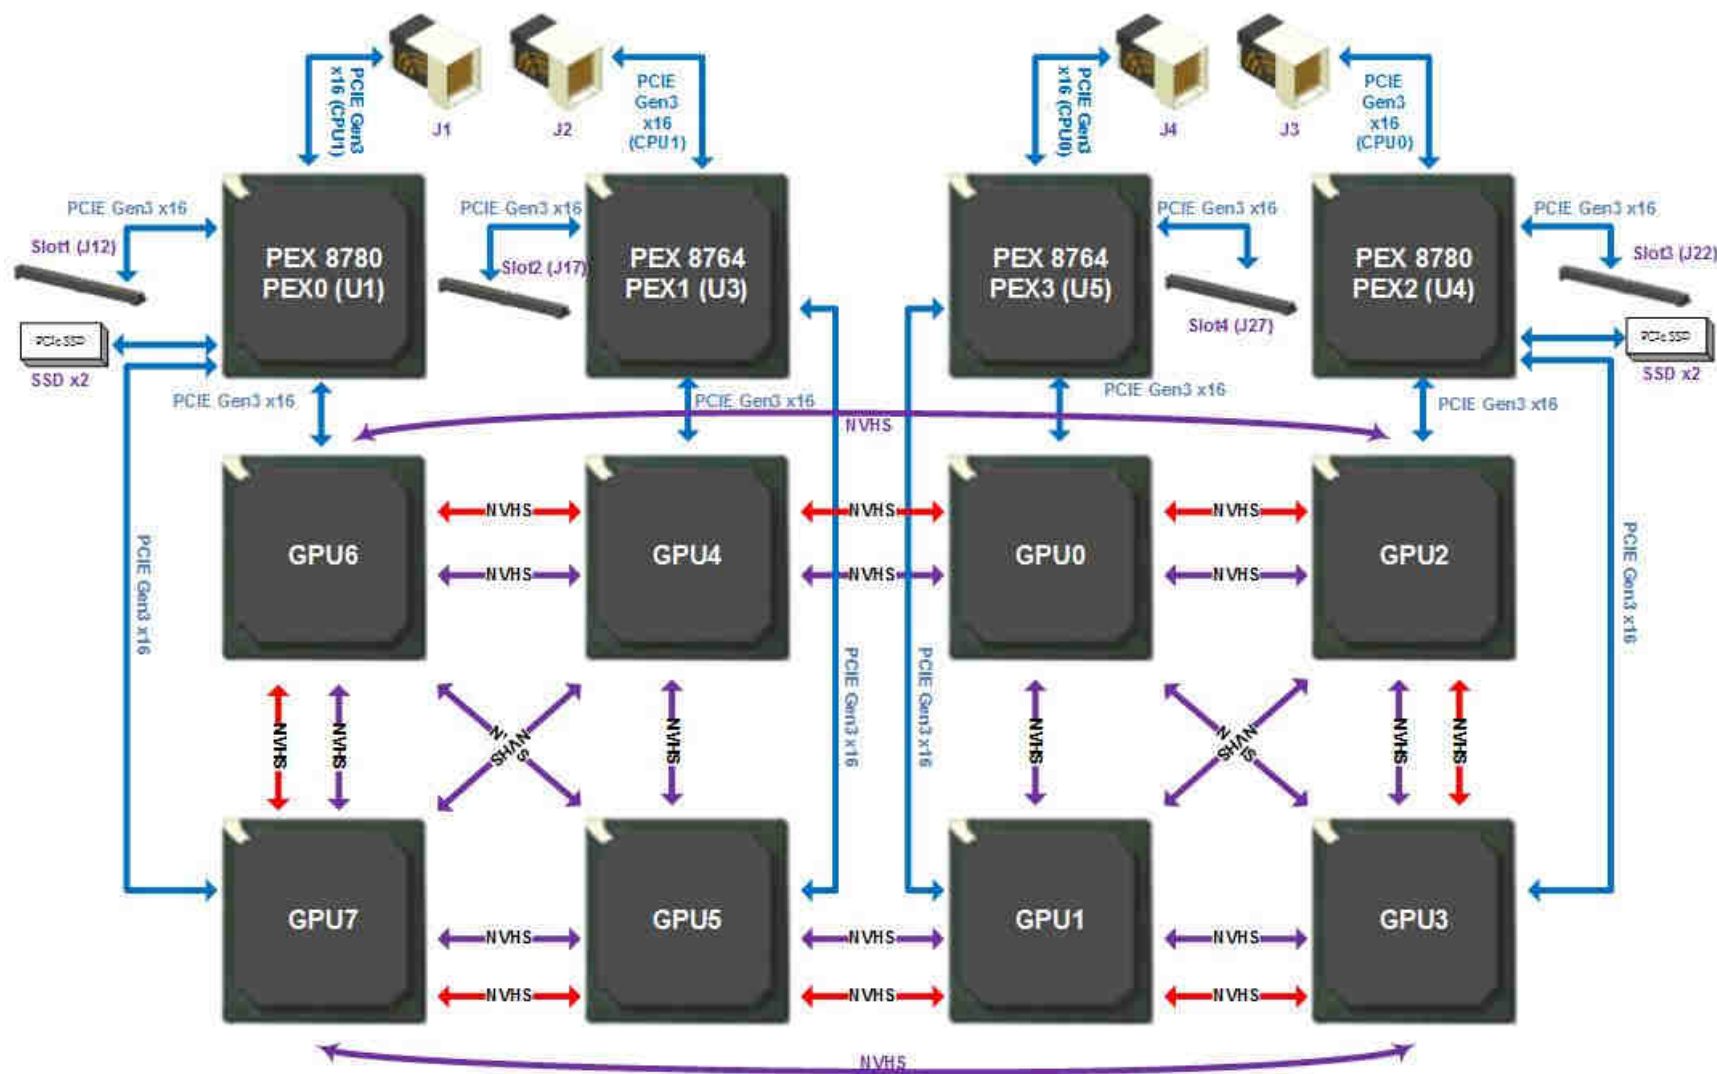 PCIE Gen3
x16 (CPU1)
J1
J2
PCIE
Gen3
x16
(CPU1)
PCIE Gen3
x16 (CPU0)
J4
J3
PCIE
Gen3
x16
(CPU0)
PCIE Gen3 x16
Slot1 (J12)
PEX 8780
PEX0 (U1)
PCIE Gen3 x16
Slot2 (J17)
PEX 8764
PEX1 (U3)
PEX 8764
PEX3 (U5)
PCIE Gen3 x16
Slot4 (J27)
PEX 8780
PEX2 (U4)
PCIE Gen3 x16
Slot3 (J22)
PCIe SSD
SSD x2
PCIe SSD
SSD x2
PCIE Gen3 x16
PCIE Gen3 x16
PCIE Gen3 x16
PCIE Gen3 x16
NVHS
GPU6
NVHS
NVHS
GPU4
NVHS
NVHS
GPU0
NVHS
NVHS
GPU2
PCIE Gen3 x16
PCIE Gen3 x16
PCIE Gen3 x16
PCIE Gen3 x16
NVHS
NVHS
NVHS
NVHS
NVHS
NVHS
NVHS
NVHS
GPU7
NVHS
NVHS
GPU5
NVHS
NVHS
GPU1
NVHS
NVHS
GPU3
NVHS